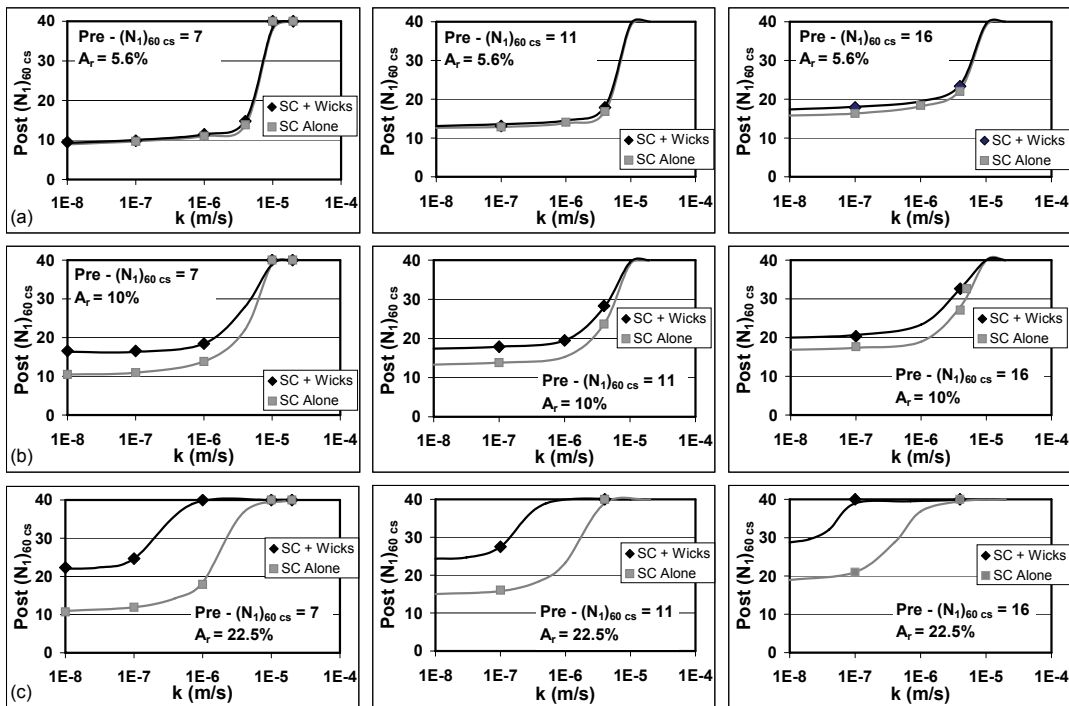 Post (N1)60 cs
40
30
20
10
0
Pre - (N1)60 cs = 7
Ar = 5.6%
SC + Wicks
SC Alone
1E-8 1E-7 1E-6 1E-5 1E-4
k (m/s)
(a)
Post (N1)60 cs
40
30
20
10
0
Pre - (N1)60 cs = 11
Ar = 5.6%
SC + Wicks
SC Alone
1E-8 1E-7 1E-6 1E-5 1E-4
k (m/s)
Post (N1)60 cs
40
30
20
10
0
Pre - (N1)60 cs = 16
Ar = 5.6%
SC + Wicks
SC Alone
1E-8 1E-7 1E-6 1E-5 1E-4
k (m/s)
Post (N1)60 cs
40
30
20
10
0
Pre - (N1)60 cs = 7
Ar = 10%
SC + Wicks
SC Alone
1E-8 1E-7 1E-6 1E-5 1E-4
k (m/s)
(b)
Post (N1)60 cs
40
30
20
10
0
SC + Wicks
SC Alone
Pre - (N1)60 cs = 11
Ar = 10%
1E-8 1E-7 1E-6 1E-5 1E-4
k (m/s)
Post (N1)60 cs
40
30
20
10
0
SC + Wicks
SC Alone
Pre - (N1)60 cs = 16
Ar = 10%
1E-8 1E-7 1E-6 1E-5 1E-4
k (m/s)
Post (N1)60 cs
40
30
20
10
0
SC + Wicks
SC Alone
Pre - (N1)60 cs = 7
Ar = 22.5%
1E-8 1E-7 1E-6 1E-5 1E-4
k (m/s)
(c)
Post (N1)60 cs
40
30
20
10
0
SC + Wicks
SC Alone
Pre - (N1)60 cs = 11
Ar = 22.5%
1E-8 1E-7 1E-6 1E-5 1E-4
k (m/s)
Post (N1)60 cs
40
30
20
10
0
SC + Wicks
SC Alone
Pre - (N1)60 cs = 16
Ar = 22.5%
1E-8 1E-7 1E-6 1E-5 1E-4
k (m/s)